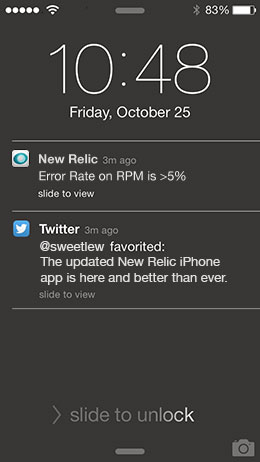 83%
10:48
Friday, October 25
New Relic 3m ago
Error Rate on RPM is >5%
slide to view
Twitter 3m ago
@sweetlew favorited:
The updated New Relic iPhone
app is here and better than ever.
slide to view
> slide to unlock